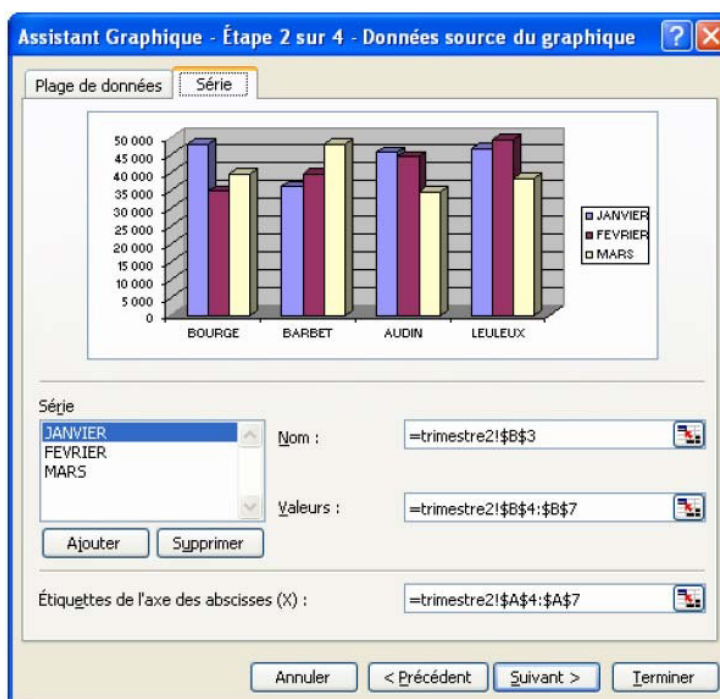 Assistant Graphique - Étape 2 sur 4 - Données source du graphique
Plage de données
Série
50 000
45 000
40 000
35 000
30 000
25 000
20 000
15 000
10 000
5 000
0
BOURGE BARBET AUDIN LEULEUX
JANVIER
FEVRIER
MARS
Série
JANVIER
FEVRIER
MARS
Nom :
=trimestre2!$B$3
Valeurs :
=trimestre2!$B$4:$B$7
Ajouter
Supprimer
Étiquettes de l'axe des abscisses (X) :
=trimestre2!$A$4:$A$7
Annuler
< Précédent
Suivant >
Terminer